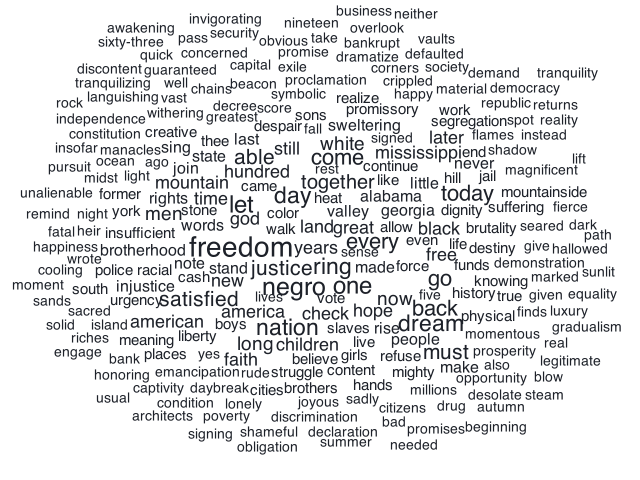 business neither
invigorating nineteen
awakening overlook
sixty-three pass security obvious take bankrupt vaults
quick concerned promise dramatize defaulted
discontent guaranteed capital exile corners society demand tranquility
tranquilizing well chains beacon proclamation crippled
languishing vast symbolic realize happy material democracy
rock decree score promissory republic returns
independence withering greatest sons work segregation spot reality
constitution creative despair fall sweltering later flames instead
insofar manacles sing thee last still white signed mississippi end shadow
pursuit ocean ago join state able come continue never lift
midst light mountain hundred rest together like little hill jail magnificent
unalienable former rights time came day heat alabama today mountainside
remind night york men stone let god color valley georgia dignity suffering fierce
fatal heir insufficient words walk land great allow black brutality seared dark
happiness brotherhood freedom years every even life destiny give hallowed path
wrote sense free
cooling police racial note stand justice ring made force funds demonstration
moment south injustice cash new negro one go knowing marked sunlit
sands urgency satisfied lives vote now five history true given equality
sacred america check hope back physical finds luxury
solid island american boys nation slaves rise dream momentous gradualism
riches meaning liberty long children live people real
engage bank places yes faith believe girls refuse must prosperity legitimate
honoring emancipation rude struggle content mighty make also
captivity daybreak cities brothers hands millions opportunity blow
usual condition lonely joyous sadly citizens drug autumn desolate steam
architects poverty discrimination bad
signing shameful declaration promises beginning
obligation summer needed